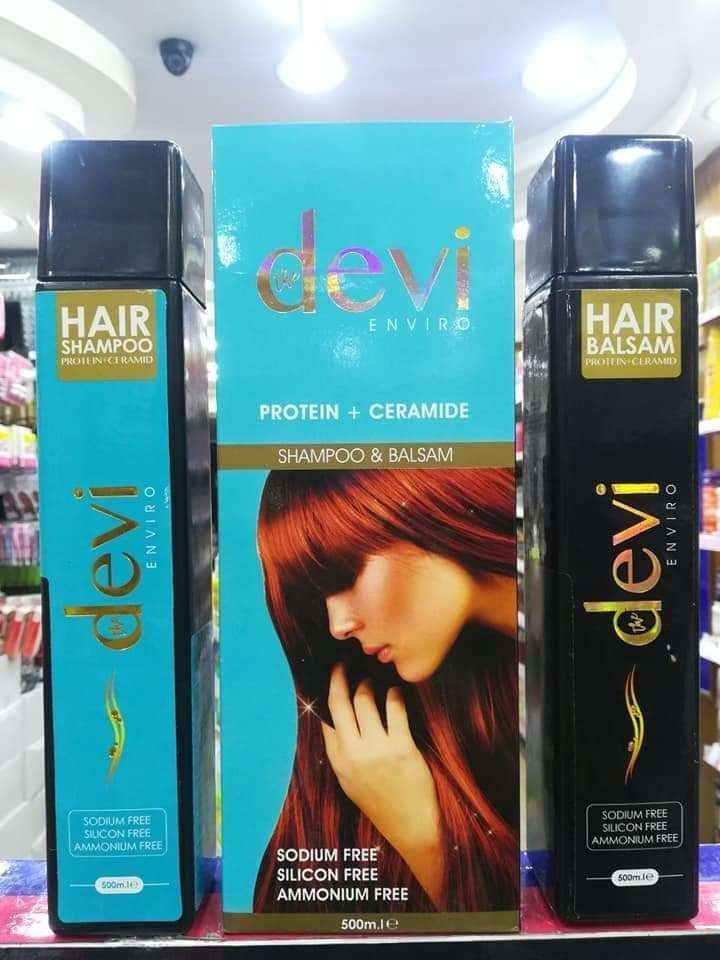 HAIR
SHAMPOO
PROTEIN+CERAMID
the devi
ENVIRO
SODIUM FREE
SILICON FREE
AMMONIUM FREE
500m.l e
the devi
ENVIRO
PROTEIN + CERAMIDE
SHAMPOO & BALSAM
SODIUM FREE
SILICON FREE
AMMONIUM FREE
500m.l e
HAIR
BALSAM
PROTEIN+CERAMID
the devi
ENVIRO
SODIUM FREE
SILICON FREE
AMMONIUM FREE
500m.l e